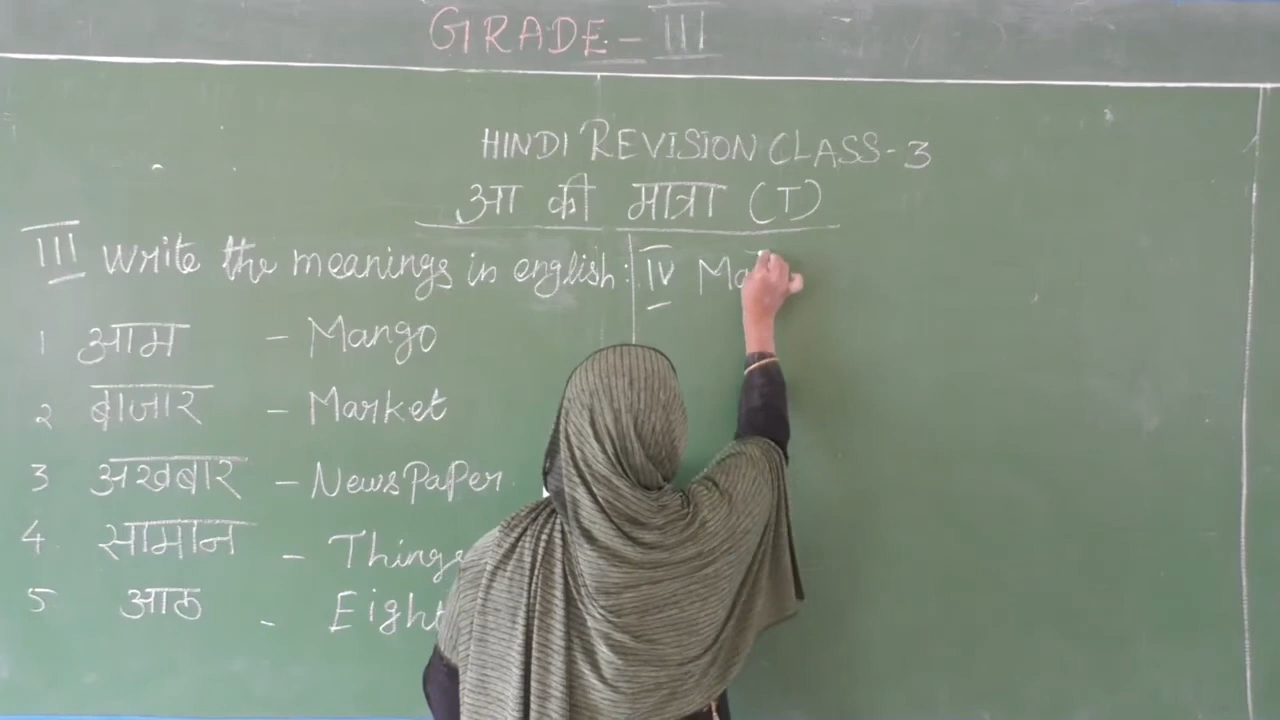 GRADE - III
HINDI REVISION CLASS - 3
आ की मात्रा (ा)
III Write the meanings in english:
1 आम - Mango
2 बाजार - Market
3 अखबार - NewsPaPer
4 सामान - Things
5 आठ - Eight
IV